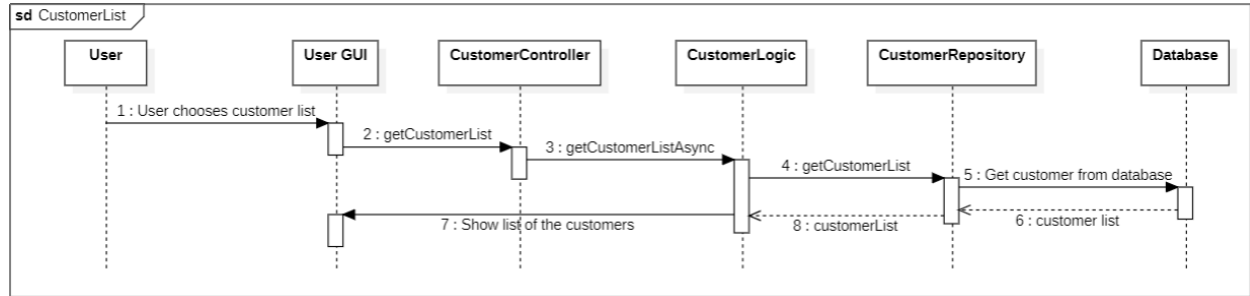 sd CustomerList
User
User GUI
CustomerController
CustomerLogic
CustomerRepository
Database
1 : User chooses customer list
2 : getCustomerList
3 : getCustomerListAsync
4 : getCustomerList
5 : Get customer from database
6 : customer list
7 : Show list of the customers
8 : customerList